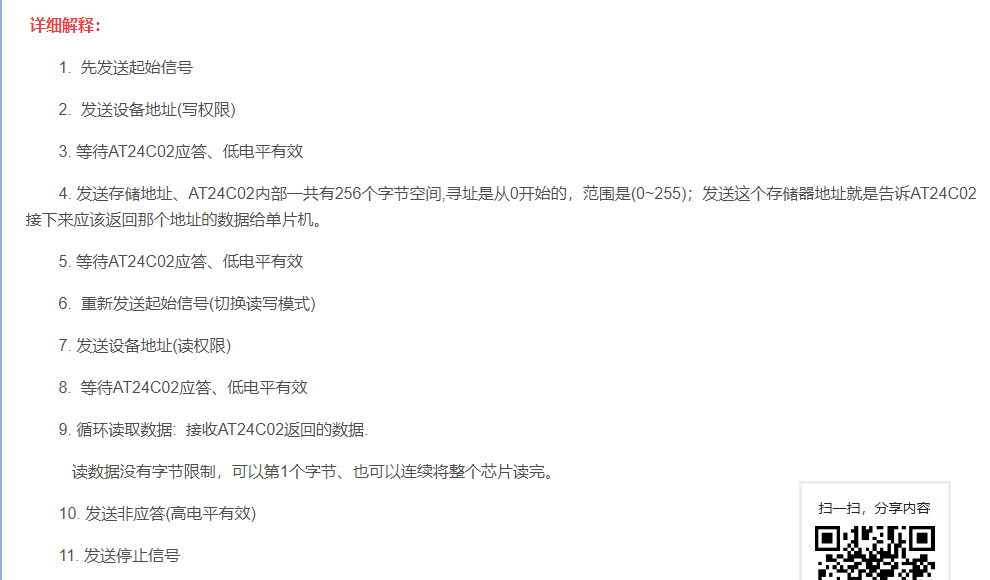 详细解释：
1. 先发送起始信号
2. 发送设备地址(写权限)
3. 等待AT24C02应答、低电平有效
4. 发送存储地址、AT24C02内部一共有256个字节空间,寻址是从0开始的，范围是(0~255)；发送这个存储器地址就是告诉AT24C02
接下来应该返回那个地址的数据给单片机。
5. 等待AT24C02应答、低电平有效
6. 重新发送起始信号(切换读写模式)
7. 发送设备地址(读权限)
8. 等待AT24C02应答、低电平有效
9. 循环读取数据: 接收AT24C02返回的数据.
读数据没有字节限制，可以第1个字节、也可以连续将整个芯片读完。
10. 发送非应答(高电平有效)
11. 发送停止信号
扫一扫，分享内容